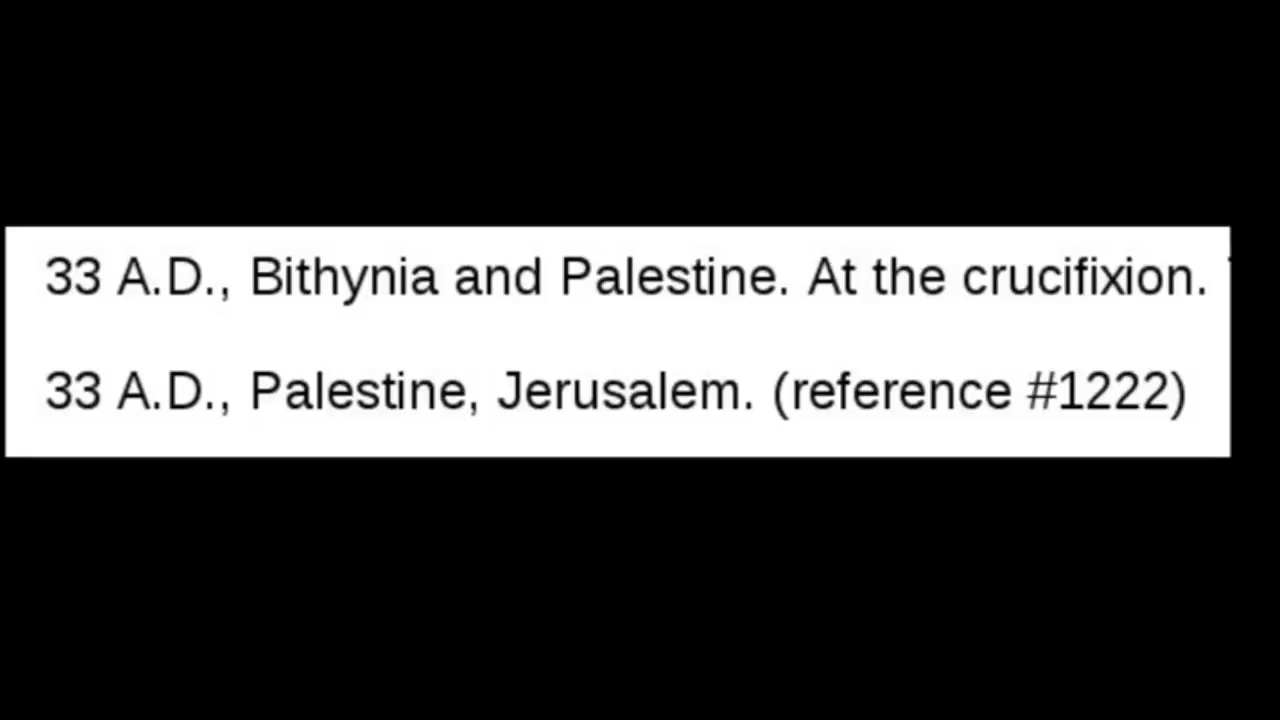 33 A.D., Bithynia and Palestine. At the crucifixion.
33 A.D., Palestine, Jerusalem. (reference #1222)